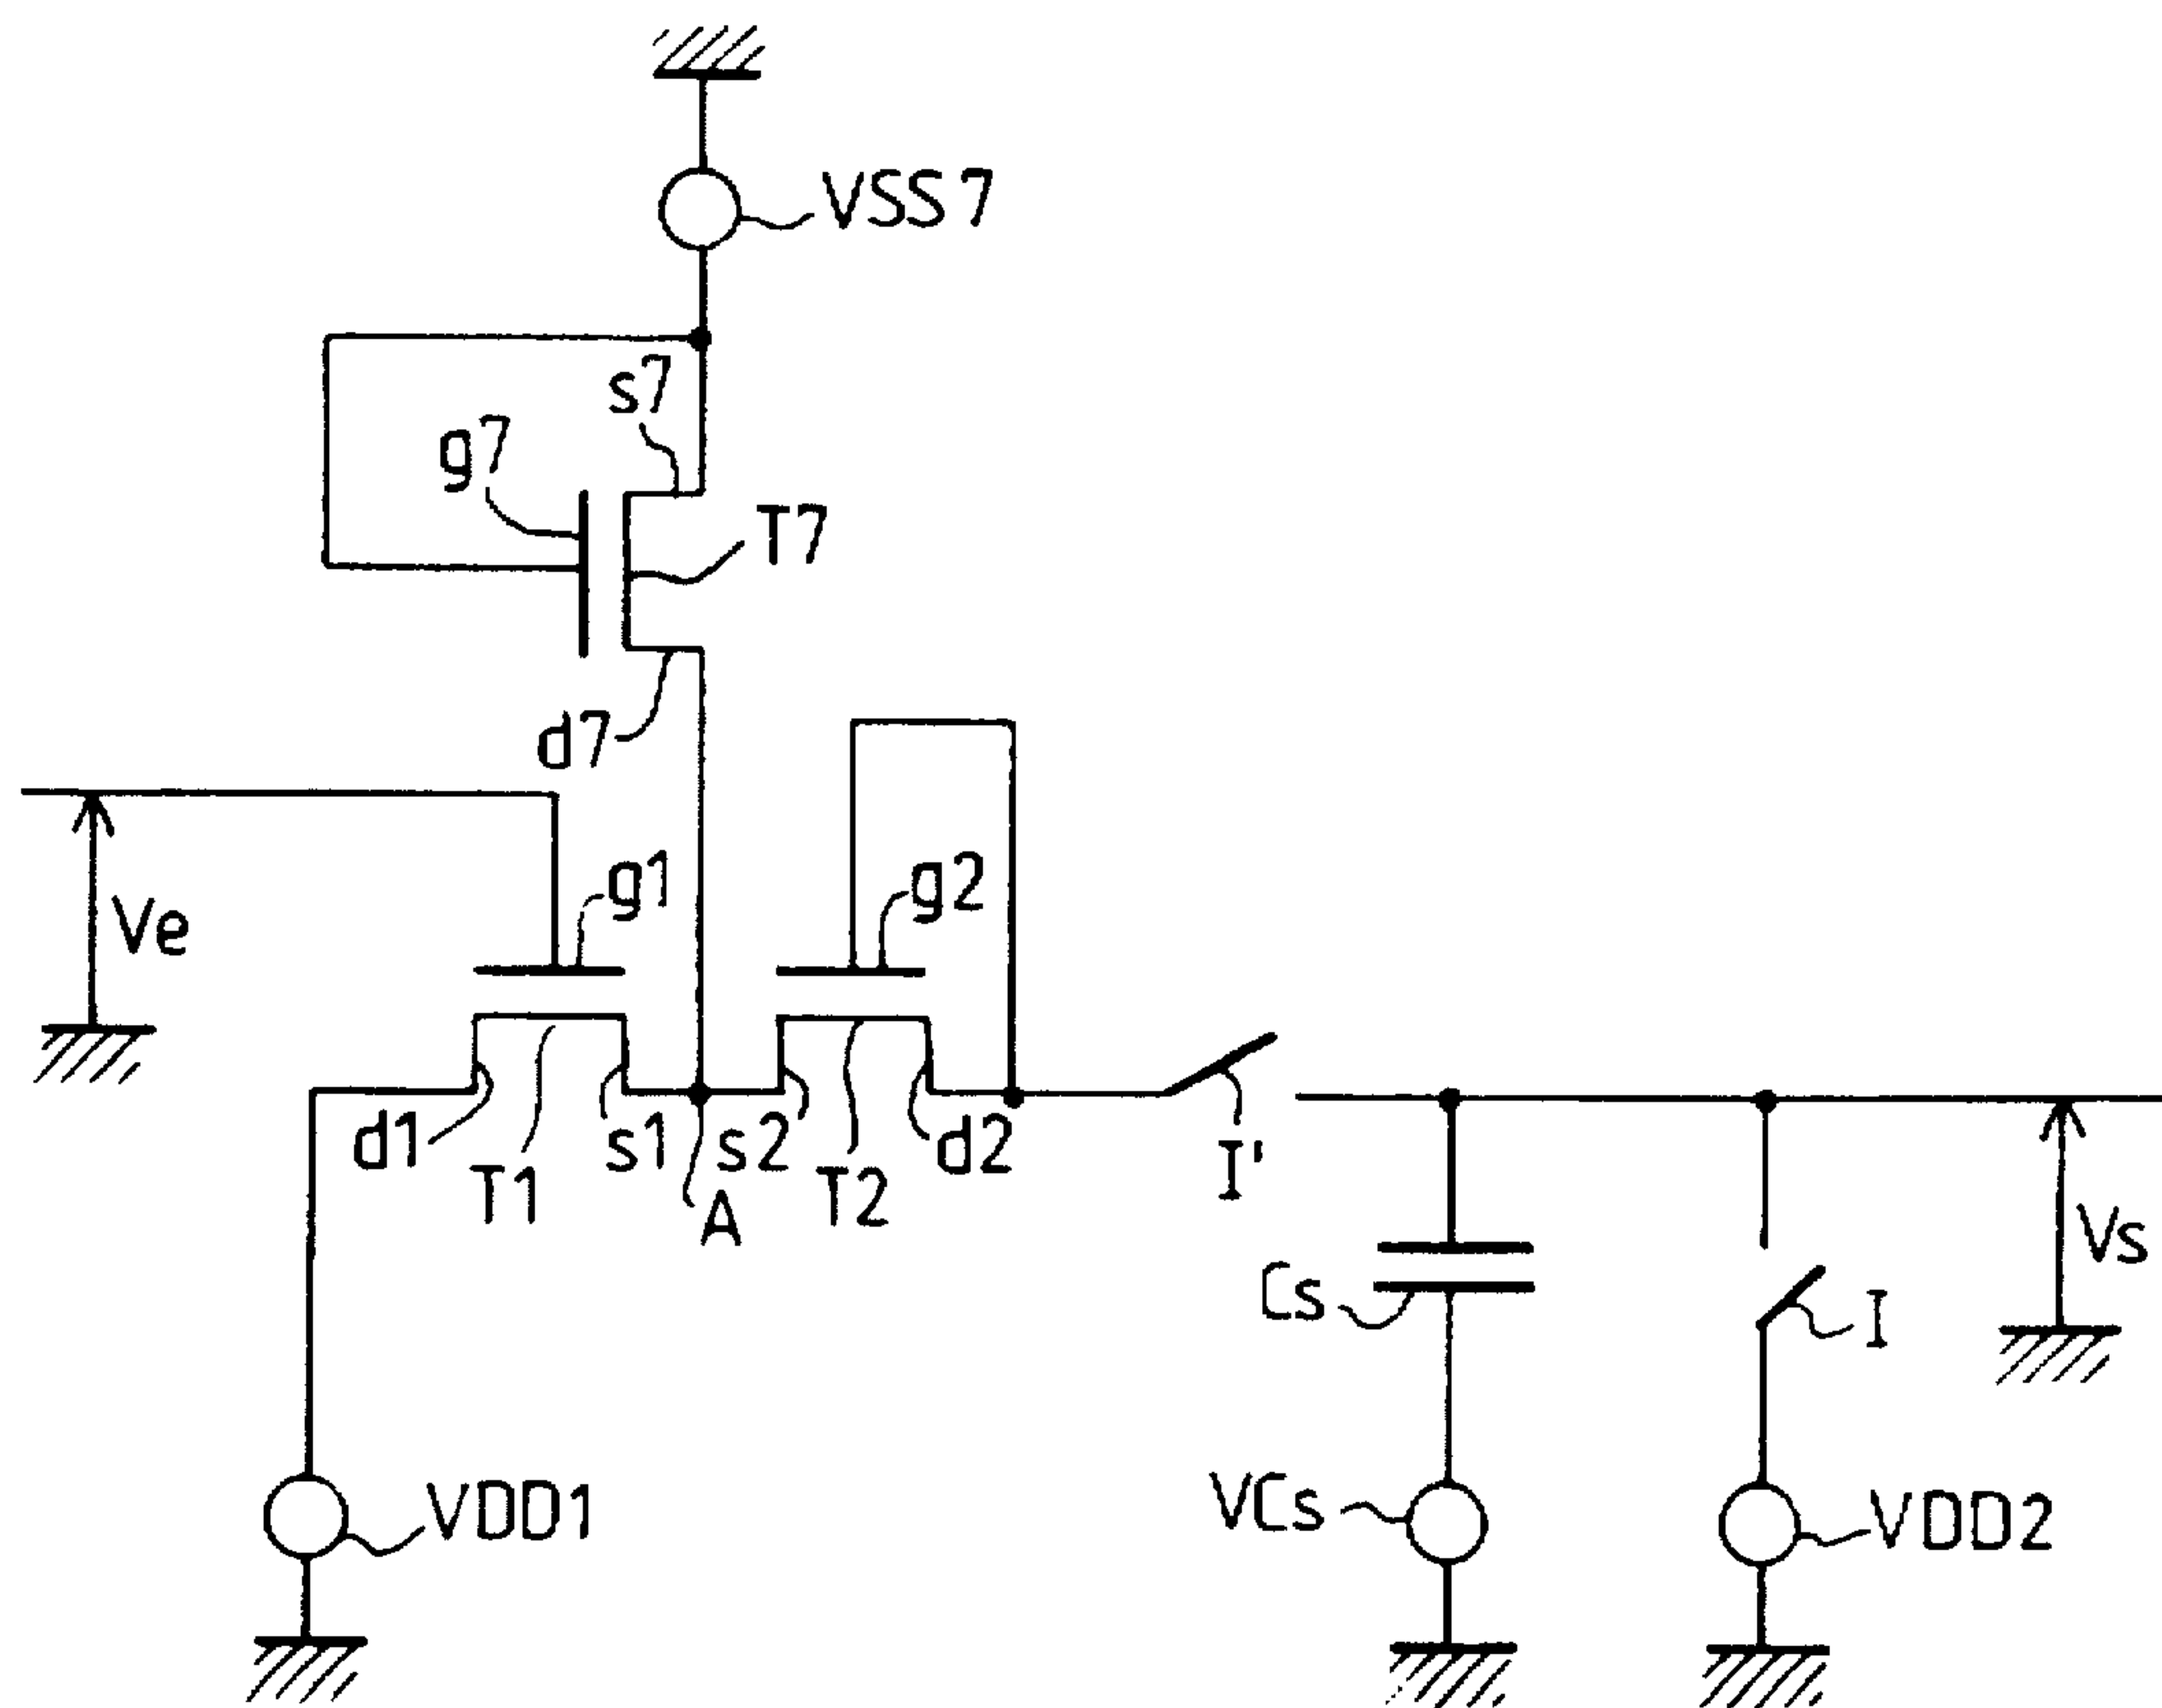 VSS7
s7
g7
T7
d7
Ve
g1
g2
d1
T1
s1
A
s2
T2
d2
I'
Cs
I
Vs
VDD1
VCs
VDD2